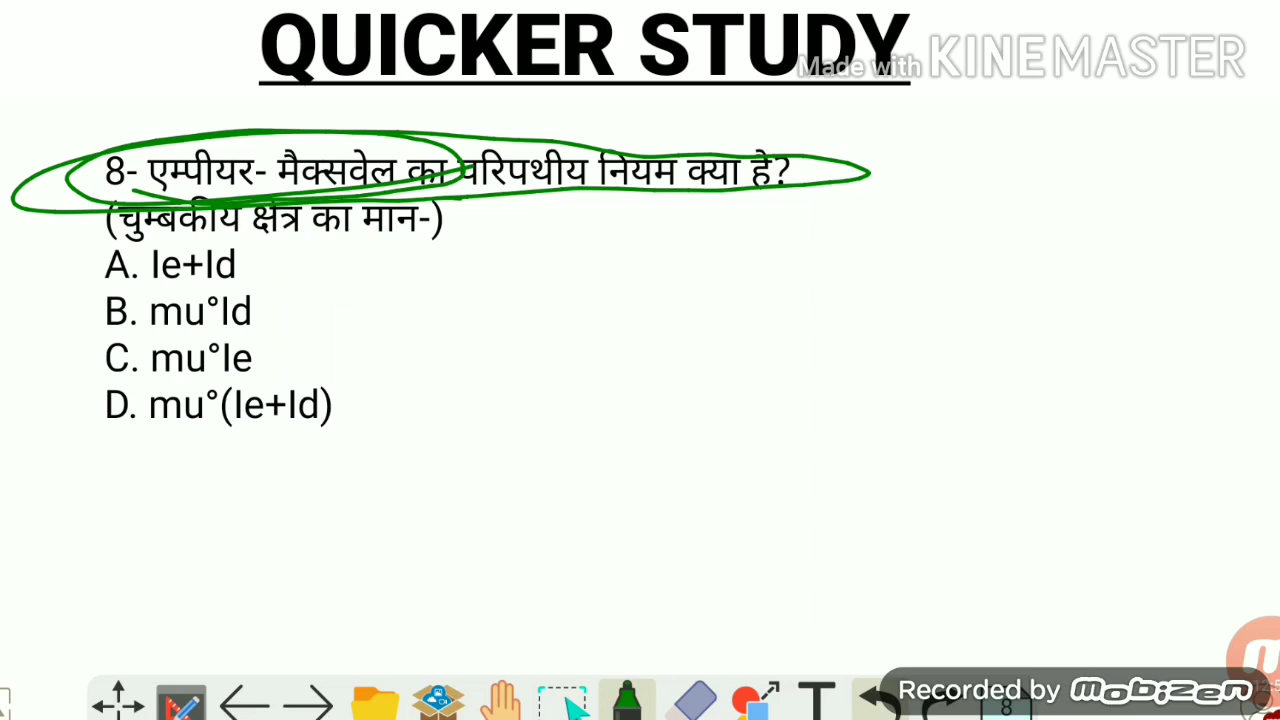 QUICKER STUDY
Made with KINEMASTER
8- एम्पीयर- मैक्सवेल का परिपथीय नियम क्या है?
(चुम्बकीय क्षेत्र का मान-)
A. Ie+Id
B. mu°Id
C. mu°Ie
D. mu°(Ie+Id)
T
8
Recorded by Mobizen